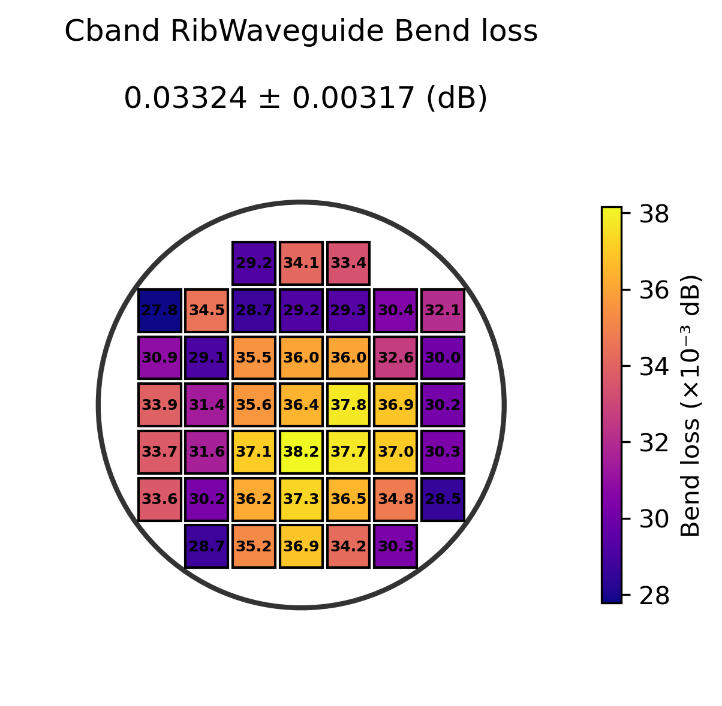 Cband RibWaveguide Bend loss
0.03324 ± 0.00317 (dB)
29.2 34.1 33.4
27.8 34.5 28.7 29.2 29.3 30.4 32.1
30.9 29.1 35.5 36.0 36.0 32.6 30.0
33.9 31.4 35.6 36.4 37.8 36.9 30.2
33.7 31.6 37.1 38.2 37.7 37.0 30.3
33.6 30.2 36.2 37.3 36.5 34.8 28.5
28.7 35.2 36.9 34.2 30.3
38
36
34
32
30
28
Bend loss (×10⁻³ dB)